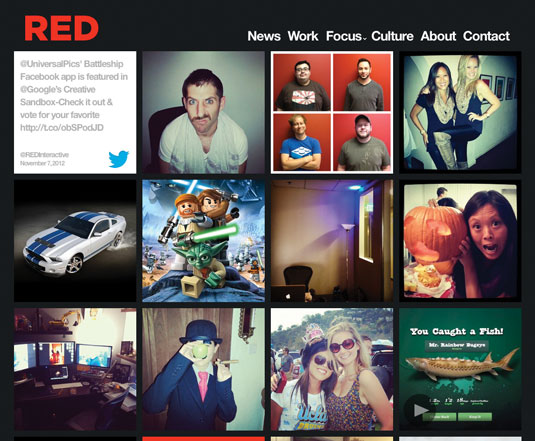 RED
News Work Focus Culture About Contact
@UniversalPics' Battleship
Facebook app is featured in
@Google's Creative
Sandbox-Check it out &
vote for your favorite
http://t.co/obSPodJD
@REDInteractive
November 7, 2012
You Caught a Fish!
Mr. Rainbow Bugeye